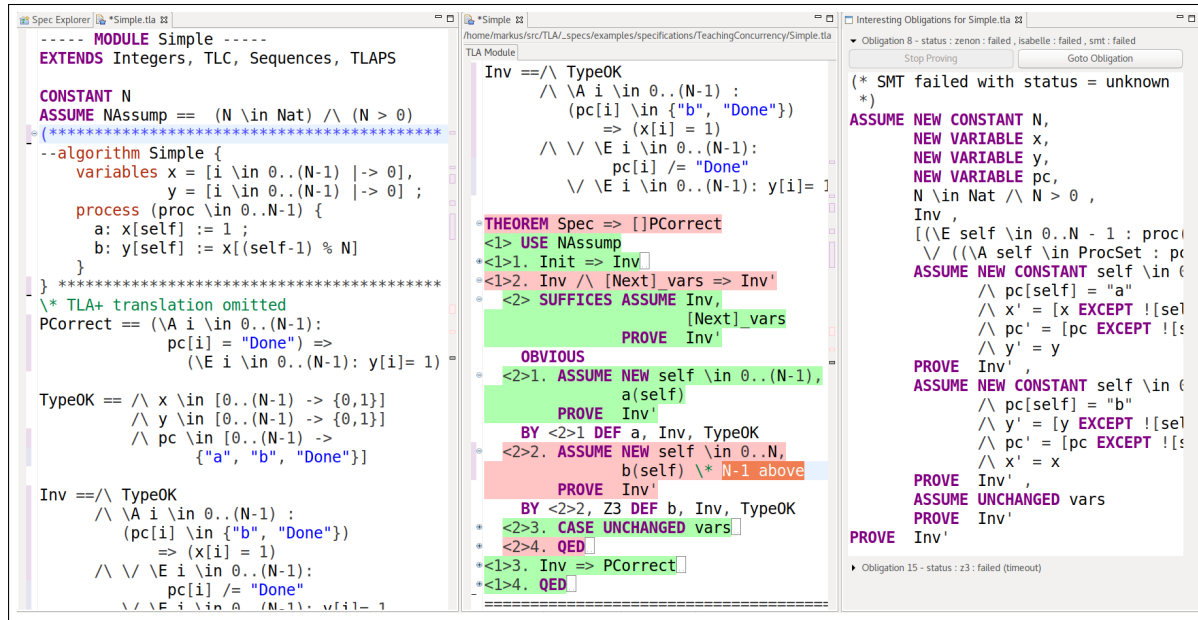 Spec Explorer *Simple.tla
----- MODULE Simple -----
EXTENDS Integers, TLC, Sequences, TLAPS
CONSTANT N
ASSUME NAssump ==  (N \in Nat) /\ (N > 0)
(*******************************************
--algorithm Simple {
variables x = [i \in 0..(N-1) |-> 0],
y = [i \in 0..(N-1) |-> 0] ;
process (proc \in 0..N-1) {
a: x[self] := 1 ;
b: y[self] := x[(self-1) % N]
}
} ******************************************
\* TLA+ translation omitted
PCorrect == (\A i \in 0..(N-1):
pc[i] = "Done") =>
(\E i \in 0..(N-1): y[i]= 1)
TypeOK == /\ x \in [0..(N-1) -> {0,1}]
/\ y \in [0..(N-1) -> {0,1}]
/\ pc \in [0..(N-1) ->
{"a", "b", "Done"}]
Inv ==/\ TypeOK
/\ \A i \in 0..(N-1) :
(pc[i] \in {"b", "Done"})
=> (x[i] = 1)
/\ \/ \E i \in 0..(N-1):
pc[i] /= "Done"
\/ \E i \in 0..(N-1): y[i]= 1
*Simple
/home/markus/src/TLA/_specs/examples/specifications/TeachingConcurrency/Simple.tla
TLA Module
Inv ==/\ TypeOK
/\ \A i \in 0..(N-1) :
(pc[i] \in {"b", "Done"})
=> (x[i] = 1)
/\ \/ \E i \in 0..(N-1):
pc[i] /= "Done"
\/ \E i \in 0..(N-1): y[i]= 1
THEOREM Spec => []PCorrect
<1> USE NAssump
<1>1. Init => Inv
<1>2. Inv /\ [Next]_vars => Inv'
<2> SUFFICES ASSUME Inv,
[Next]_vars
PROVE  Inv'
OBVIOUS
<2>1. ASSUME NEW self \in 0..(N-1),
a(self)
PROVE  Inv'
BY <2>1 DEF a, Inv, TypeOK
<2>2. ASSUME NEW self \in 0..N,
b(self) \* N-1 above
PROVE  Inv'
BY <2>2, Z3 DEF b, Inv, TypeOK
<2>3. CASE UNCHANGED vars
<2>4. QED
<1>3. Inv => PCorrect
<1>4. QED
======================================
Interesting Obligations for Simple.tla
Obligation 8 - status : zenon : failed , isabelle : failed , smt : failed
Stop Proving Goto Obligation
(* SMT failed with status = unknown
*)
ASSUME NEW CONSTANT N,
NEW VARIABLE x,
NEW VARIABLE y,
NEW VARIABLE pc,
N \in Nat /\ N > 0 ,
Inv ,
[(\E self \in 0..N - 1 : proc(
\/ ((\A self \in ProcSet : pc
ASSUME NEW CONSTANT self \in 0
/\ pc[self] = "a"
/\ x' = [x EXCEPT ![sel
/\ pc' = [pc EXCEPT ![s
/\ y' = y
PROVE  Inv' ,
ASSUME NEW CONSTANT self \in 0
/\ pc[self] = "b"
/\ y' = [y EXCEPT ![sel
/\ pc' = [pc EXCEPT ![s
/\ x' = x
PROVE  Inv' ,
ASSUME UNCHANGED vars
PROVE  Inv'
PROVE  Inv'
Obligation 15 - status : z3 : failed (timeout)